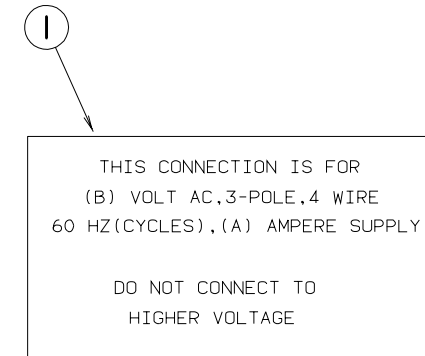 1
THIS CONNECTION IS FOR
(B) VOLT AC,3-POLE,4 WIRE
60 HZ(CYCLES),(A) AMPERE SUPPLY
DO NOT CONNECT TO
HIGHER VOLTAGE